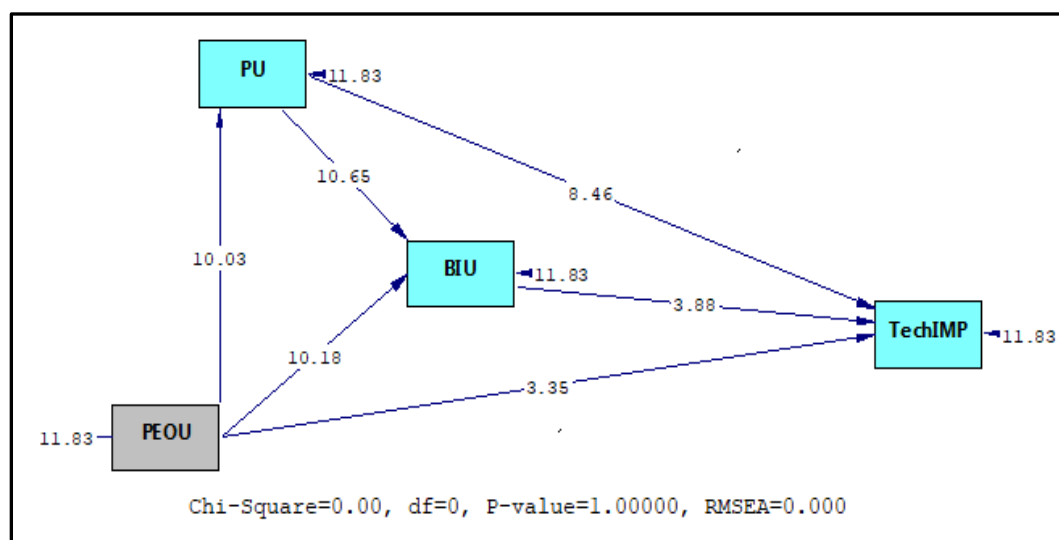 PU
11.83
10.65
8.46
10.03
BIU
11.83
3.88
TechIMP
11.83
10.18
3.35
11.83
PEOU
Chi-Square=0.00, df=0, P-value=1.00000, RMSEA=0.000